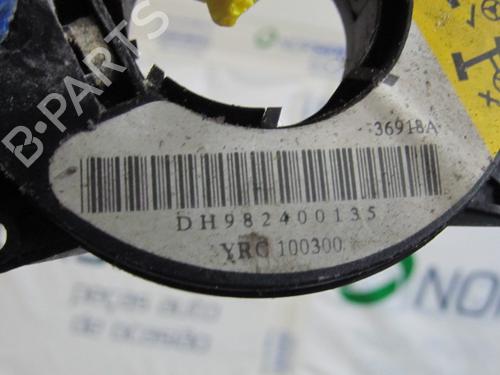 B-PARTS
36918A
DH982400135
YRC 100300
peças auto
de ocasião